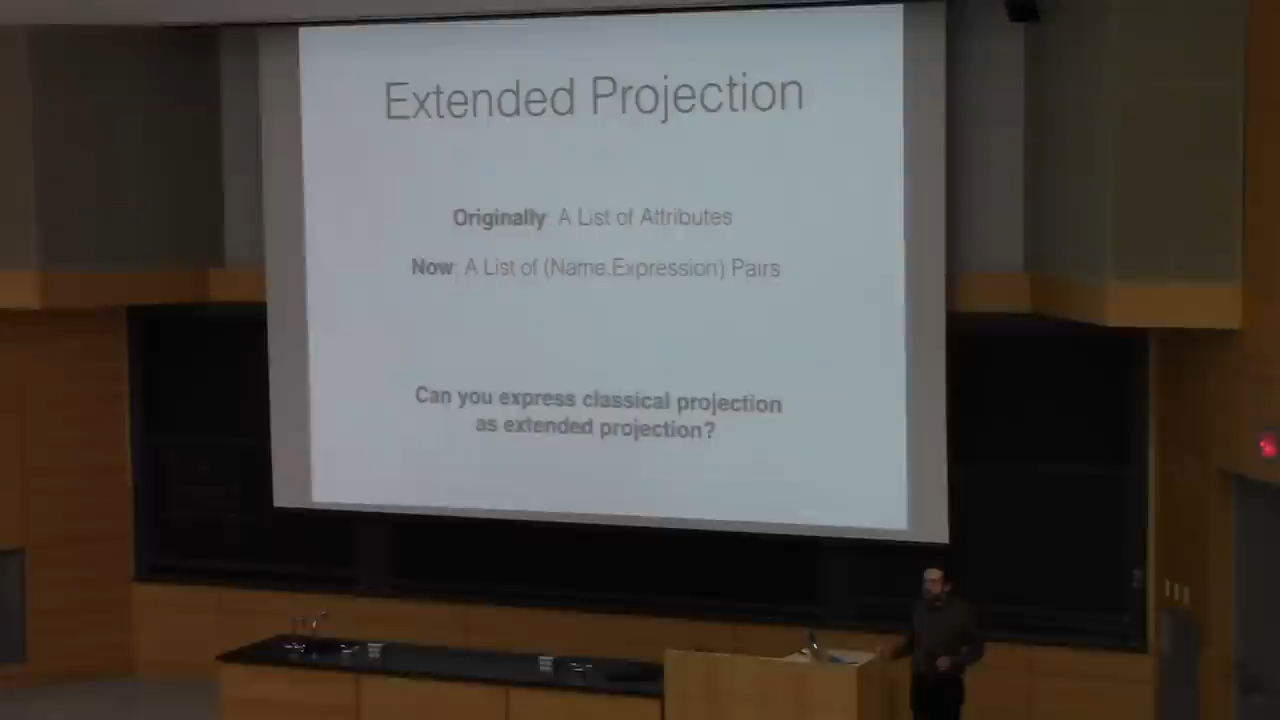 Extended Projection
Originally: A List of Attributes
Now: A List of (Name,Expression) Pairs
Can you express classical projection
as extended projection?